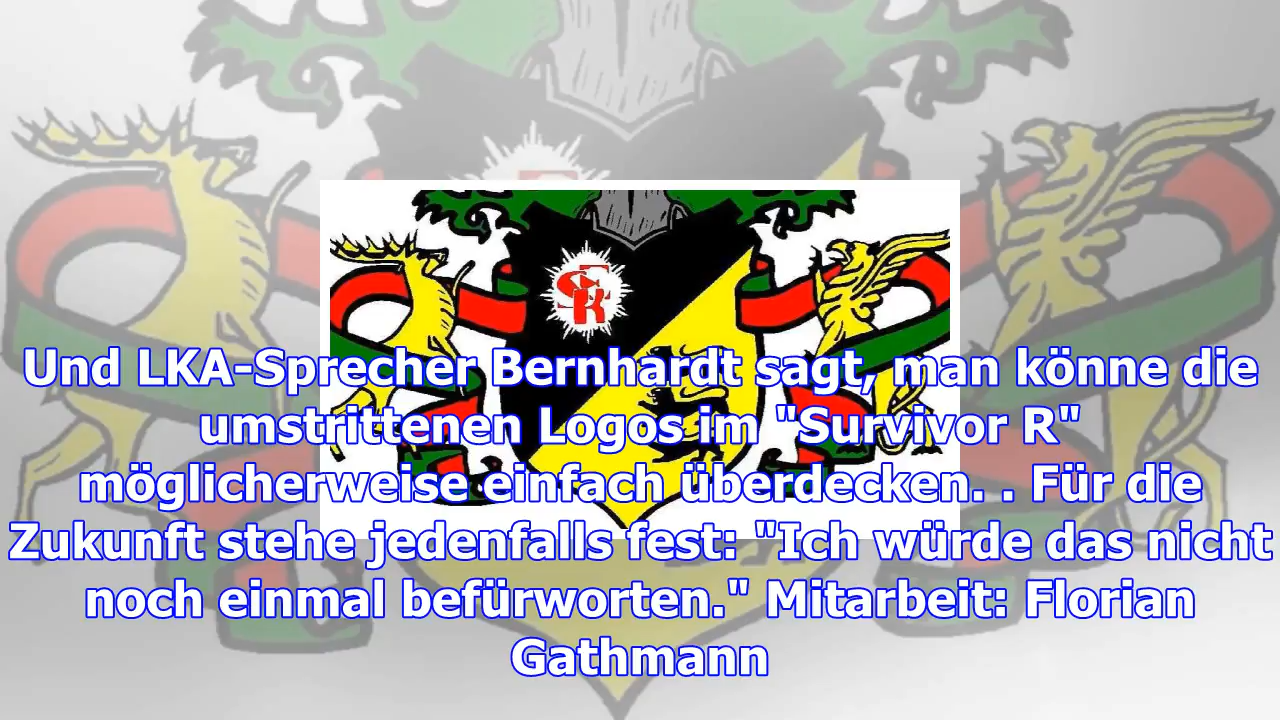 Und LKA-Sprecher Bernhardt sagt, man könne die
umstrittenen Logos im "Survivor R"
möglicherweise einfach überdecken. . Für die
Zukunft stehe jedenfalls fest: "Ich würde das nicht
noch einmal befürworten." Mitarbeit: Florian
Gathmann